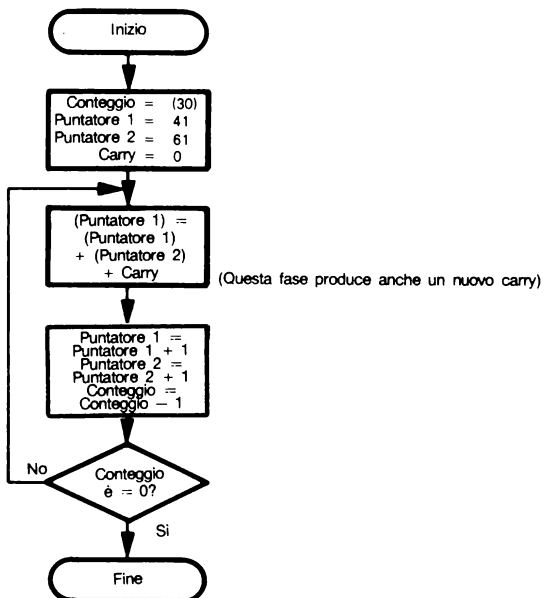 Inizio
Conteggio = (30)
Puntatore 1 = 41
Puntatore 2 = 61
Carry = 0
(Puntatore 1) =
(Puntatore 1)
+ (Puntatore 2)
+ Carry
(Questa fase produce anche un nuovo carry)
Puntatore 1 =
Puntatore 1 + 1
Puntatore 2 =
Puntatore 2 + 1
Conteggio =
Conteggio − 1
No
Conteggio
è = 0?
Sì
Fine